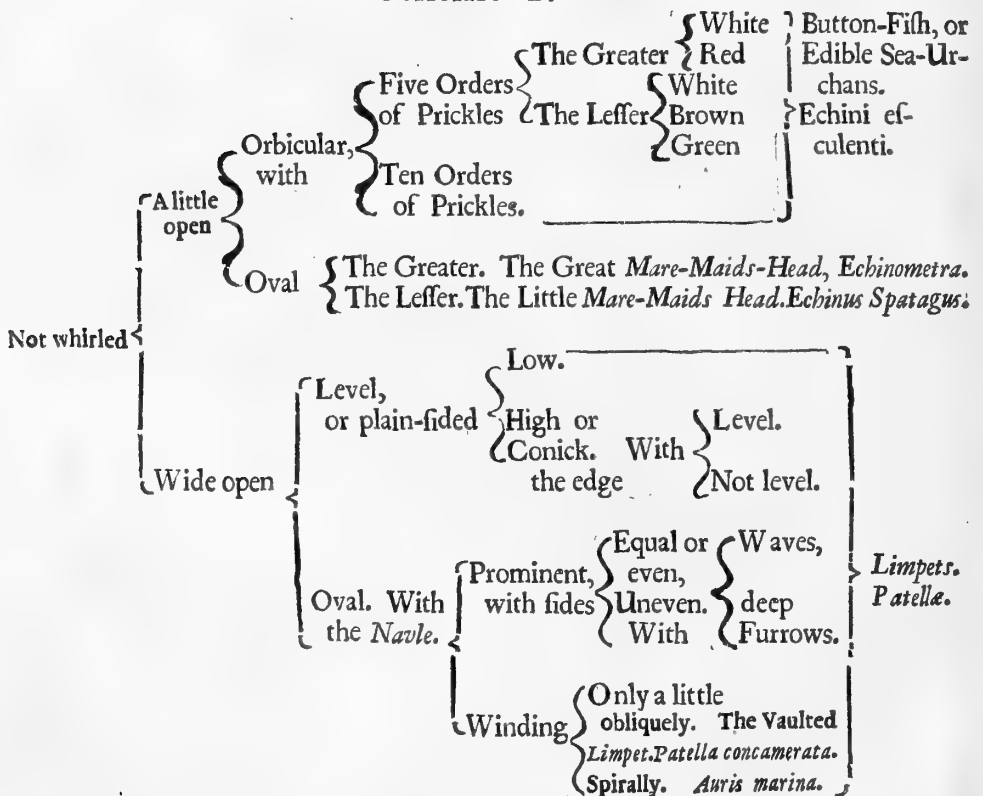 White
Red
The Greater
White
Brown
Green
The Leſſer
Five Orders
of Prickles
Button-Fiſh, or
Edible Sea-Ur-
chans.
Echini eſ-
culenti.
Orbicular,
with
Ten Orders
of Prickles.
A little
open
Oval
The Greater. The Great Mare-Maids-Head, Echinometra.
The Leſſer. The Little Mare-Maids Head. Echinus Spatagus.
Not whirled
Low.
Level,
or plain-ſided
High or
Conick. With
the edge
Level.
Not level.
Wide open
Oval. With
the Navle.
Prominent,
with ſides
Equal or
even,
Uneven.
With
Waves,
deep
Furrows.
Limpets.
Patellæ.
Winding
Only a little
obliquely. The Vaulted
Limpet. Patella concamerata.
Spirally. Auris marina.